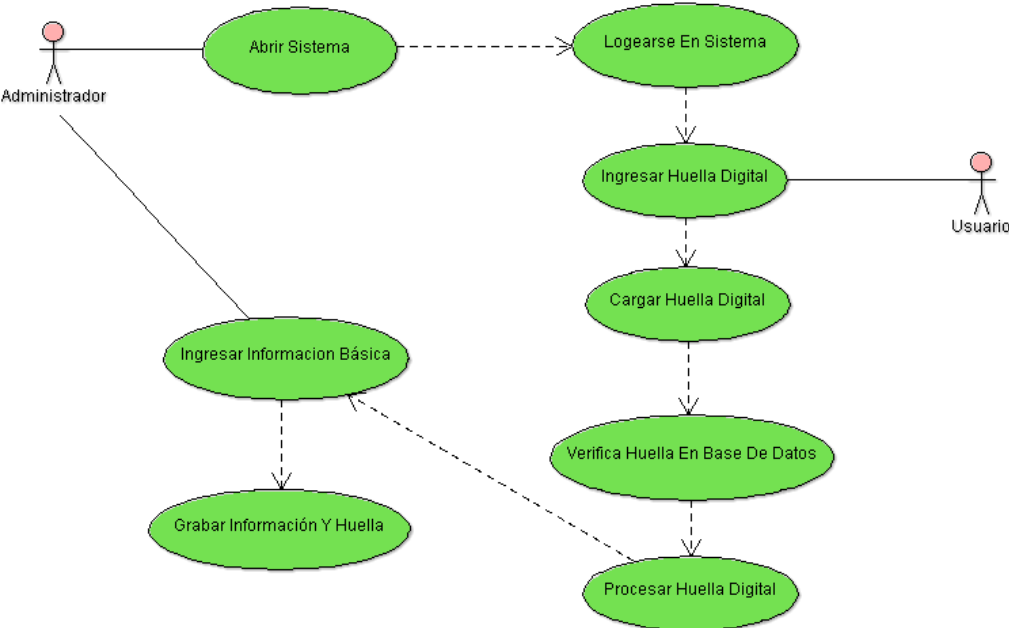 Abrir Sistema
Logearse En Sistema
Administrador
Ingresar Huella Digital
Usuario
Cargar Huella Digital
Ingresar Informacion Básica
Verifica Huella En Base De Datos
Grabar Información Y Huella
Procesar Huella Digital